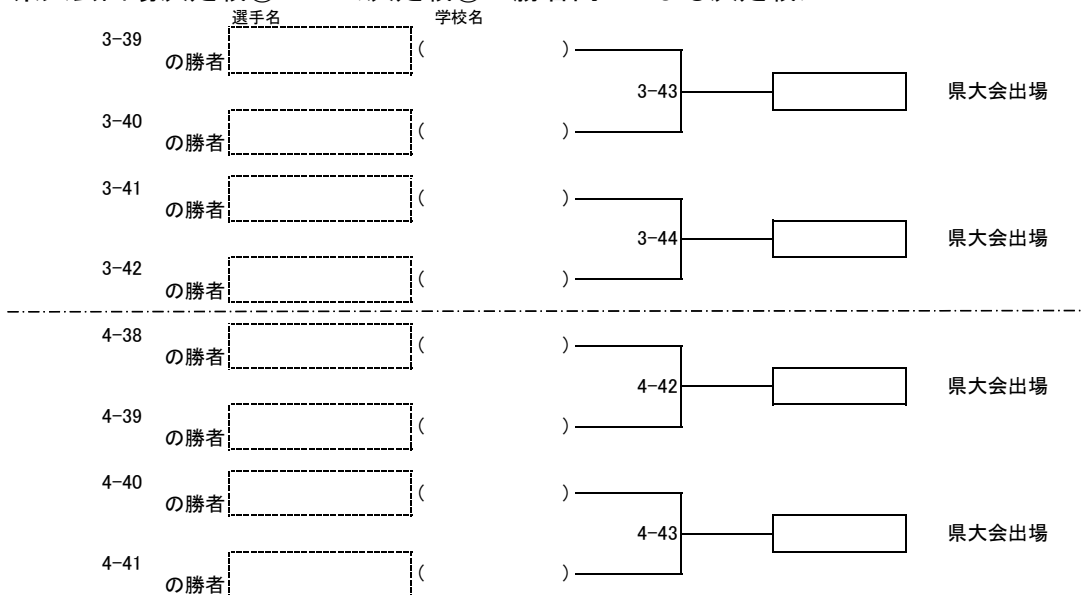 選手名 学校名
3-39 の勝者 ( )
3-43 県大会出場
3-40 の勝者 ( )
3-41 の勝者 ( )
3-44 県大会出場
3-42 の勝者 ( )
4-38 の勝者 ( )
4-42 県大会出場
4-39 の勝者 ( )
4-40 の勝者 ( )
4-43 県大会出場
4-41 の勝者 ( )